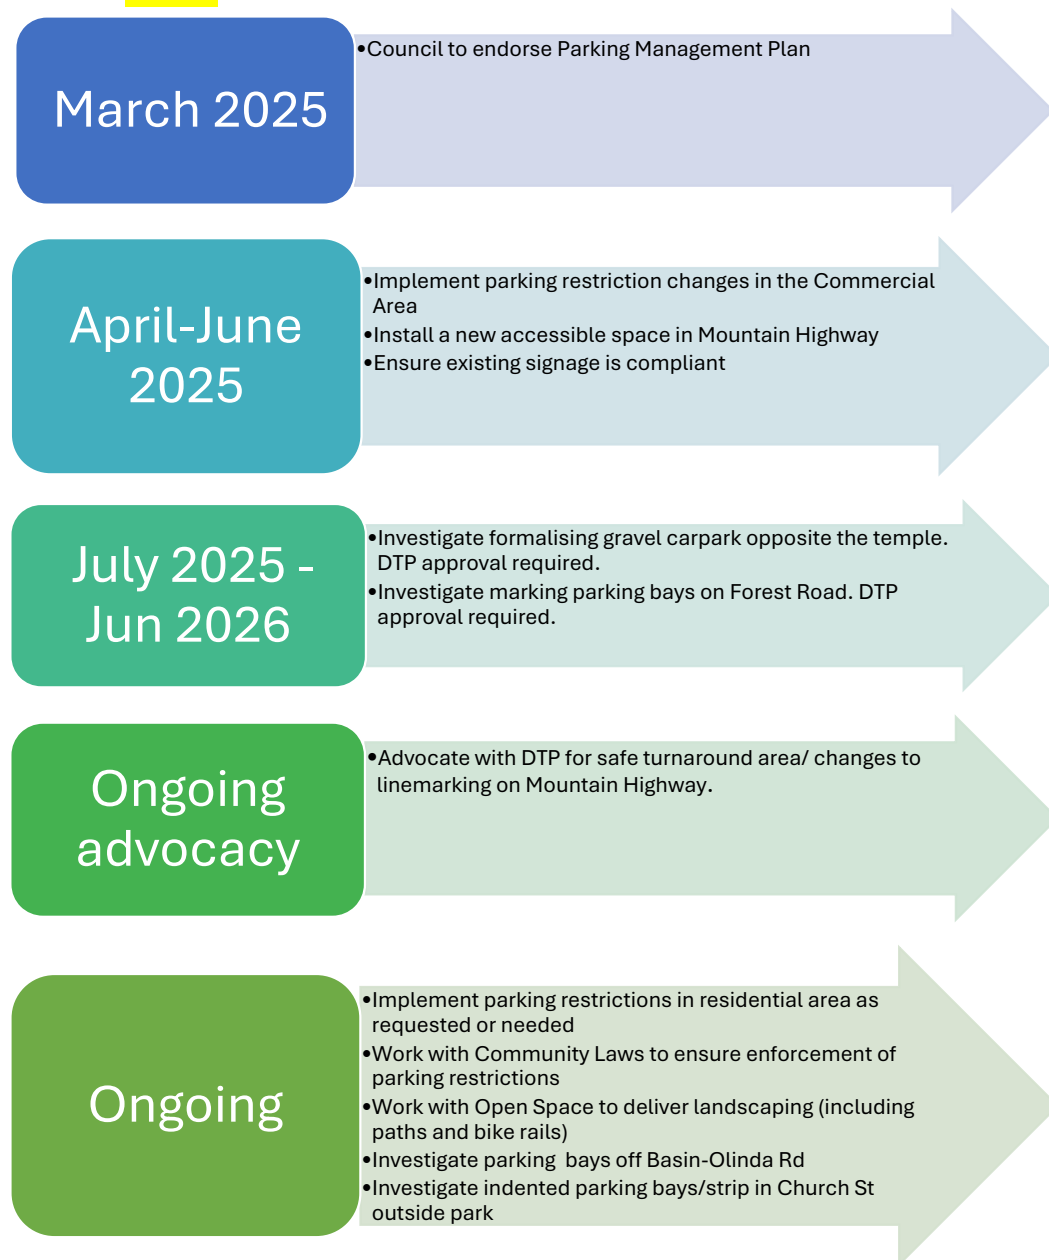 March 2025
•Council to endorse Parking Management Plan
April-June
2025
•Implement parking restriction changes in the Commercial
Area
•Install a new accessible space in Mountain Highway
•Ensure existing signage is compliant
July 2025 -
Jun 2026
•Investigate formalising gravel carpark opposite the temple.
DTP approval required.
•Investigate marking parking bays on Forest Road. DTP
approval required.
Ongoing
advocacy
•Advocate with DTP for safe turnaround area/ changes to
linemarking on Mountain Highway.
Ongoing
•Implement parking restrictions in residential area as
requested or needed
•Work with Community Laws to ensure enforcement of
parking restrictions
•Work with Open Space to deliver landscaping (including
paths and bike rails)
•Investigate parking  bays off Basin-Olinda Rd
•Investigate indented parking bays/strip in Church St
outside park